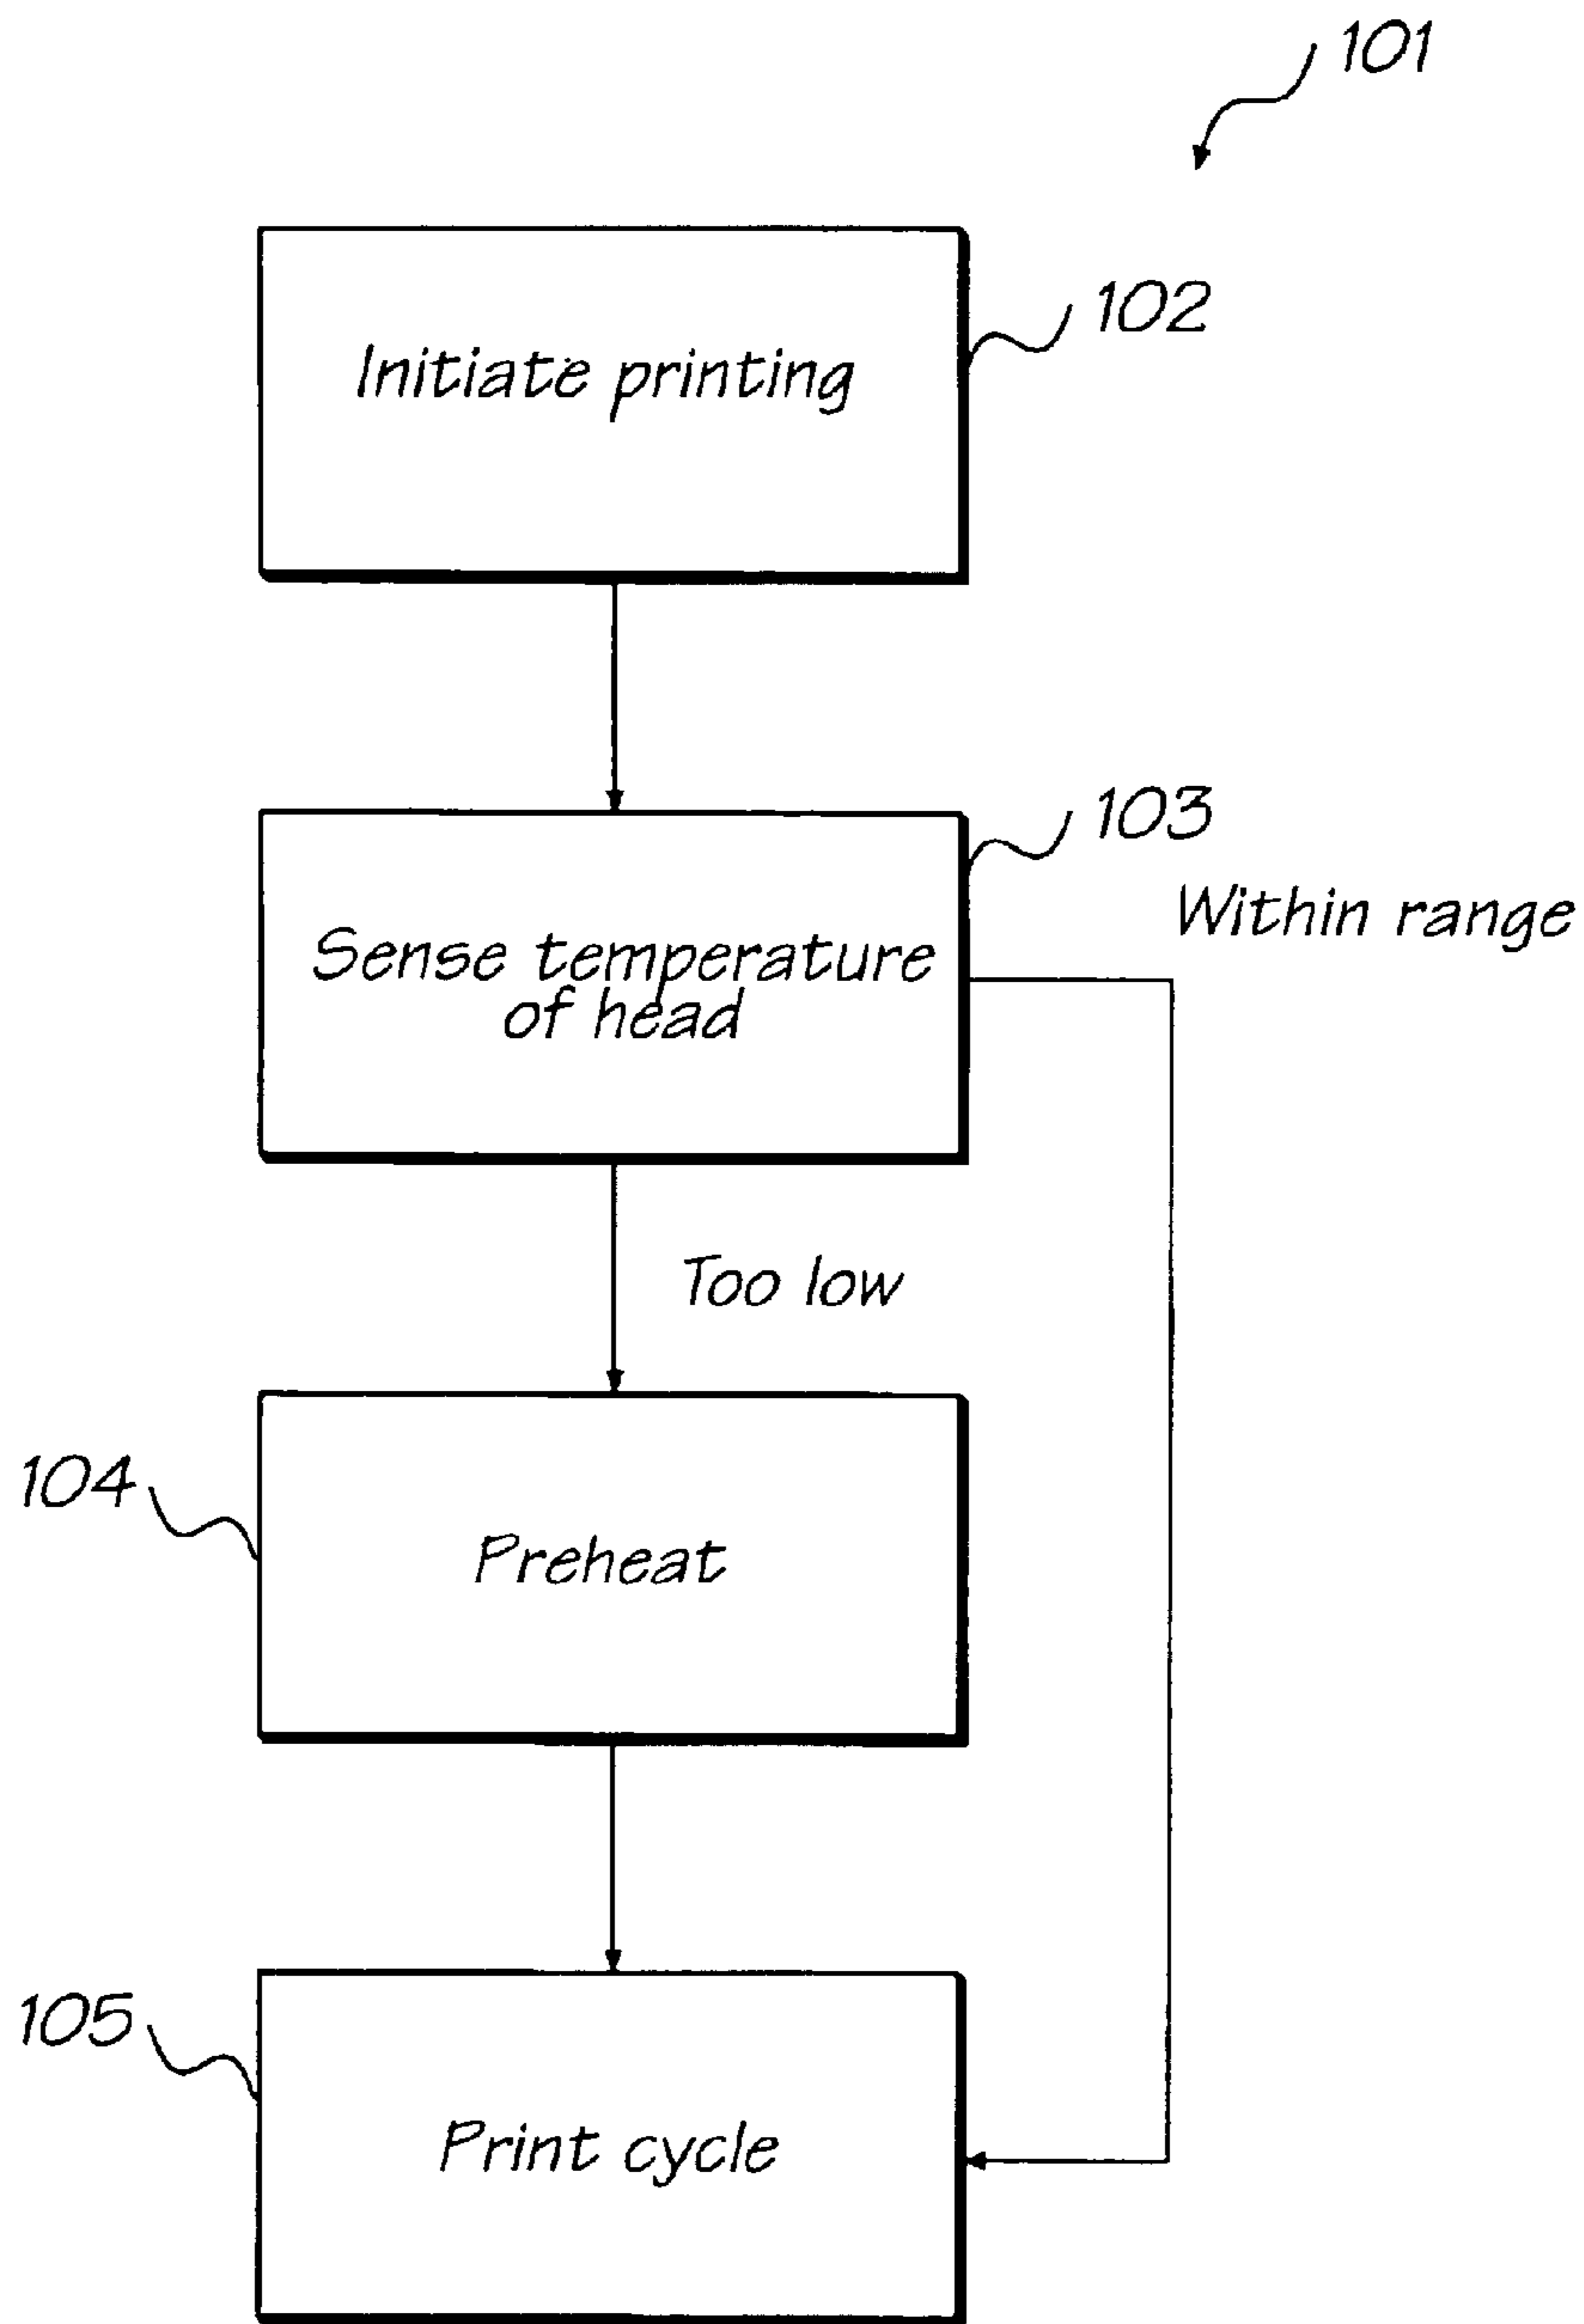 101
Initiate printing
102
103
Within range
Sense temperature
of head
Too low
104
Preheat
105
Print cycle